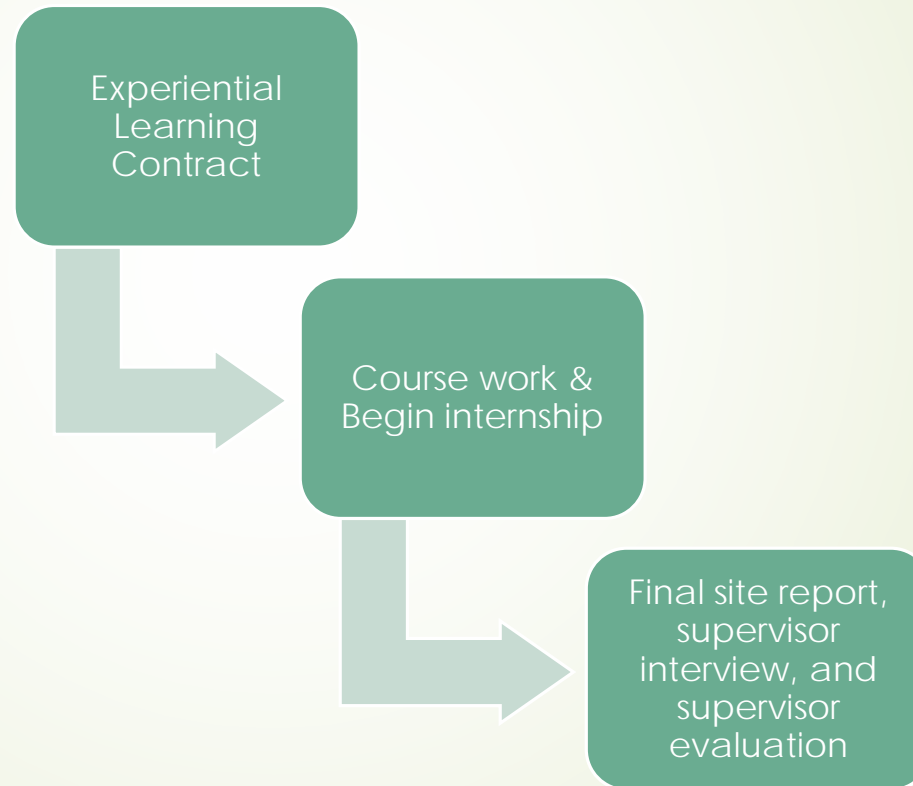 Experiential
Learning
Contract
Course work &
Begin internship
Final site report,
supervisor
interview, and
supervisor
evaluation